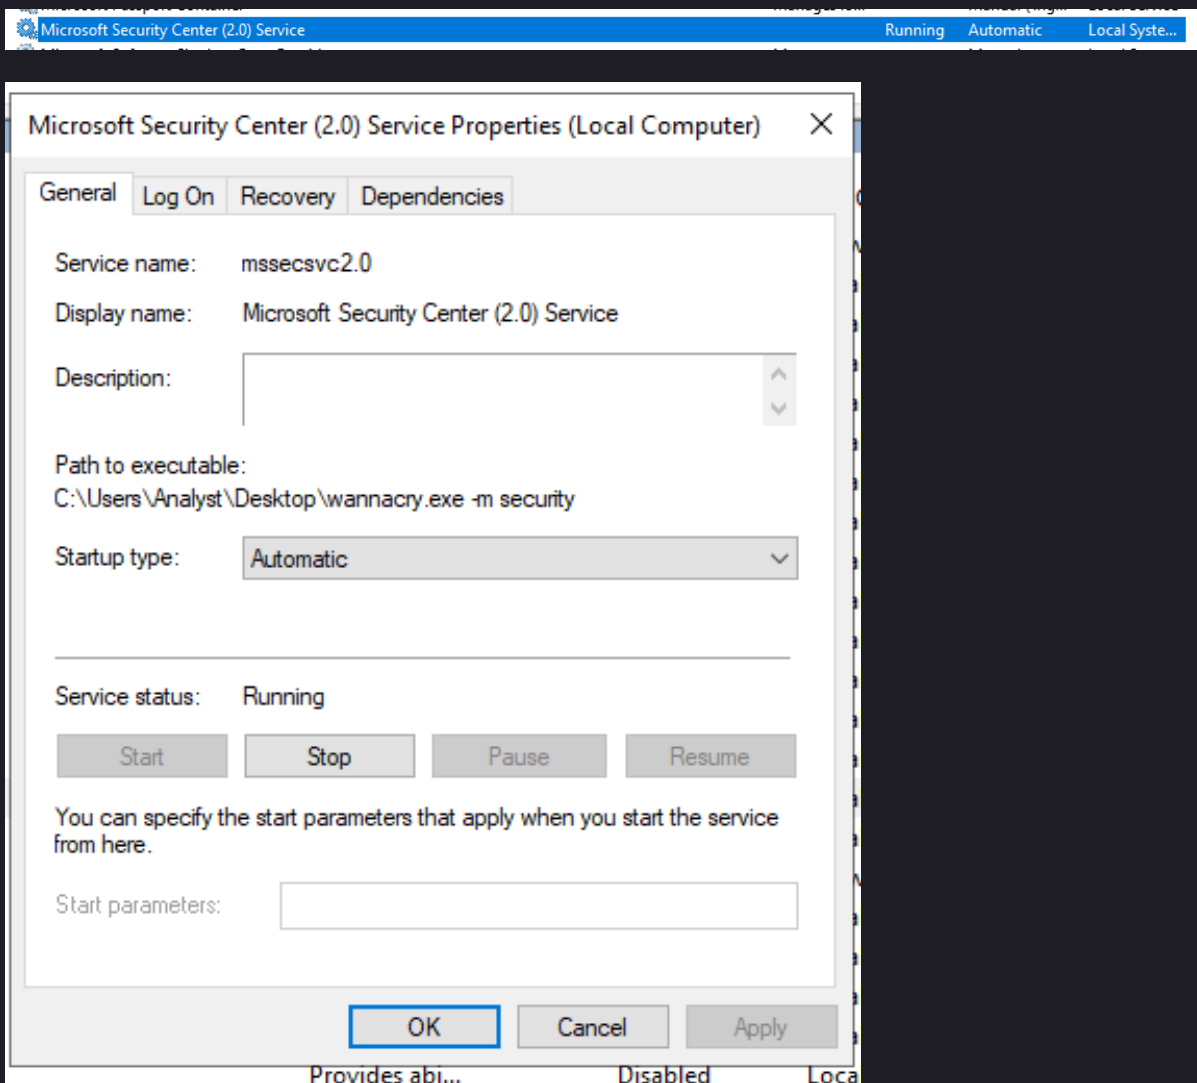 Microsoft Security Center (2.0) Service Running Automatic Local Syste...
Microsoft Security Center (2.0) Service Properties (Local Computer)
General Log On Recovery Dependencies
Service name: mssecsvc2.0
Display name: Microsoft Security Center (2.0) Service
Description:
Path to executable:
C:\Users\Analyst\Desktop\wannacry.exe -m security
Startup type: Automatic
Service status: Running
Start Stop Pause Resume
You can specify the start parameters that apply when you start the service
from here.
Start parameters:
OK Cancel Apply
Provides abi... Disabled Loca